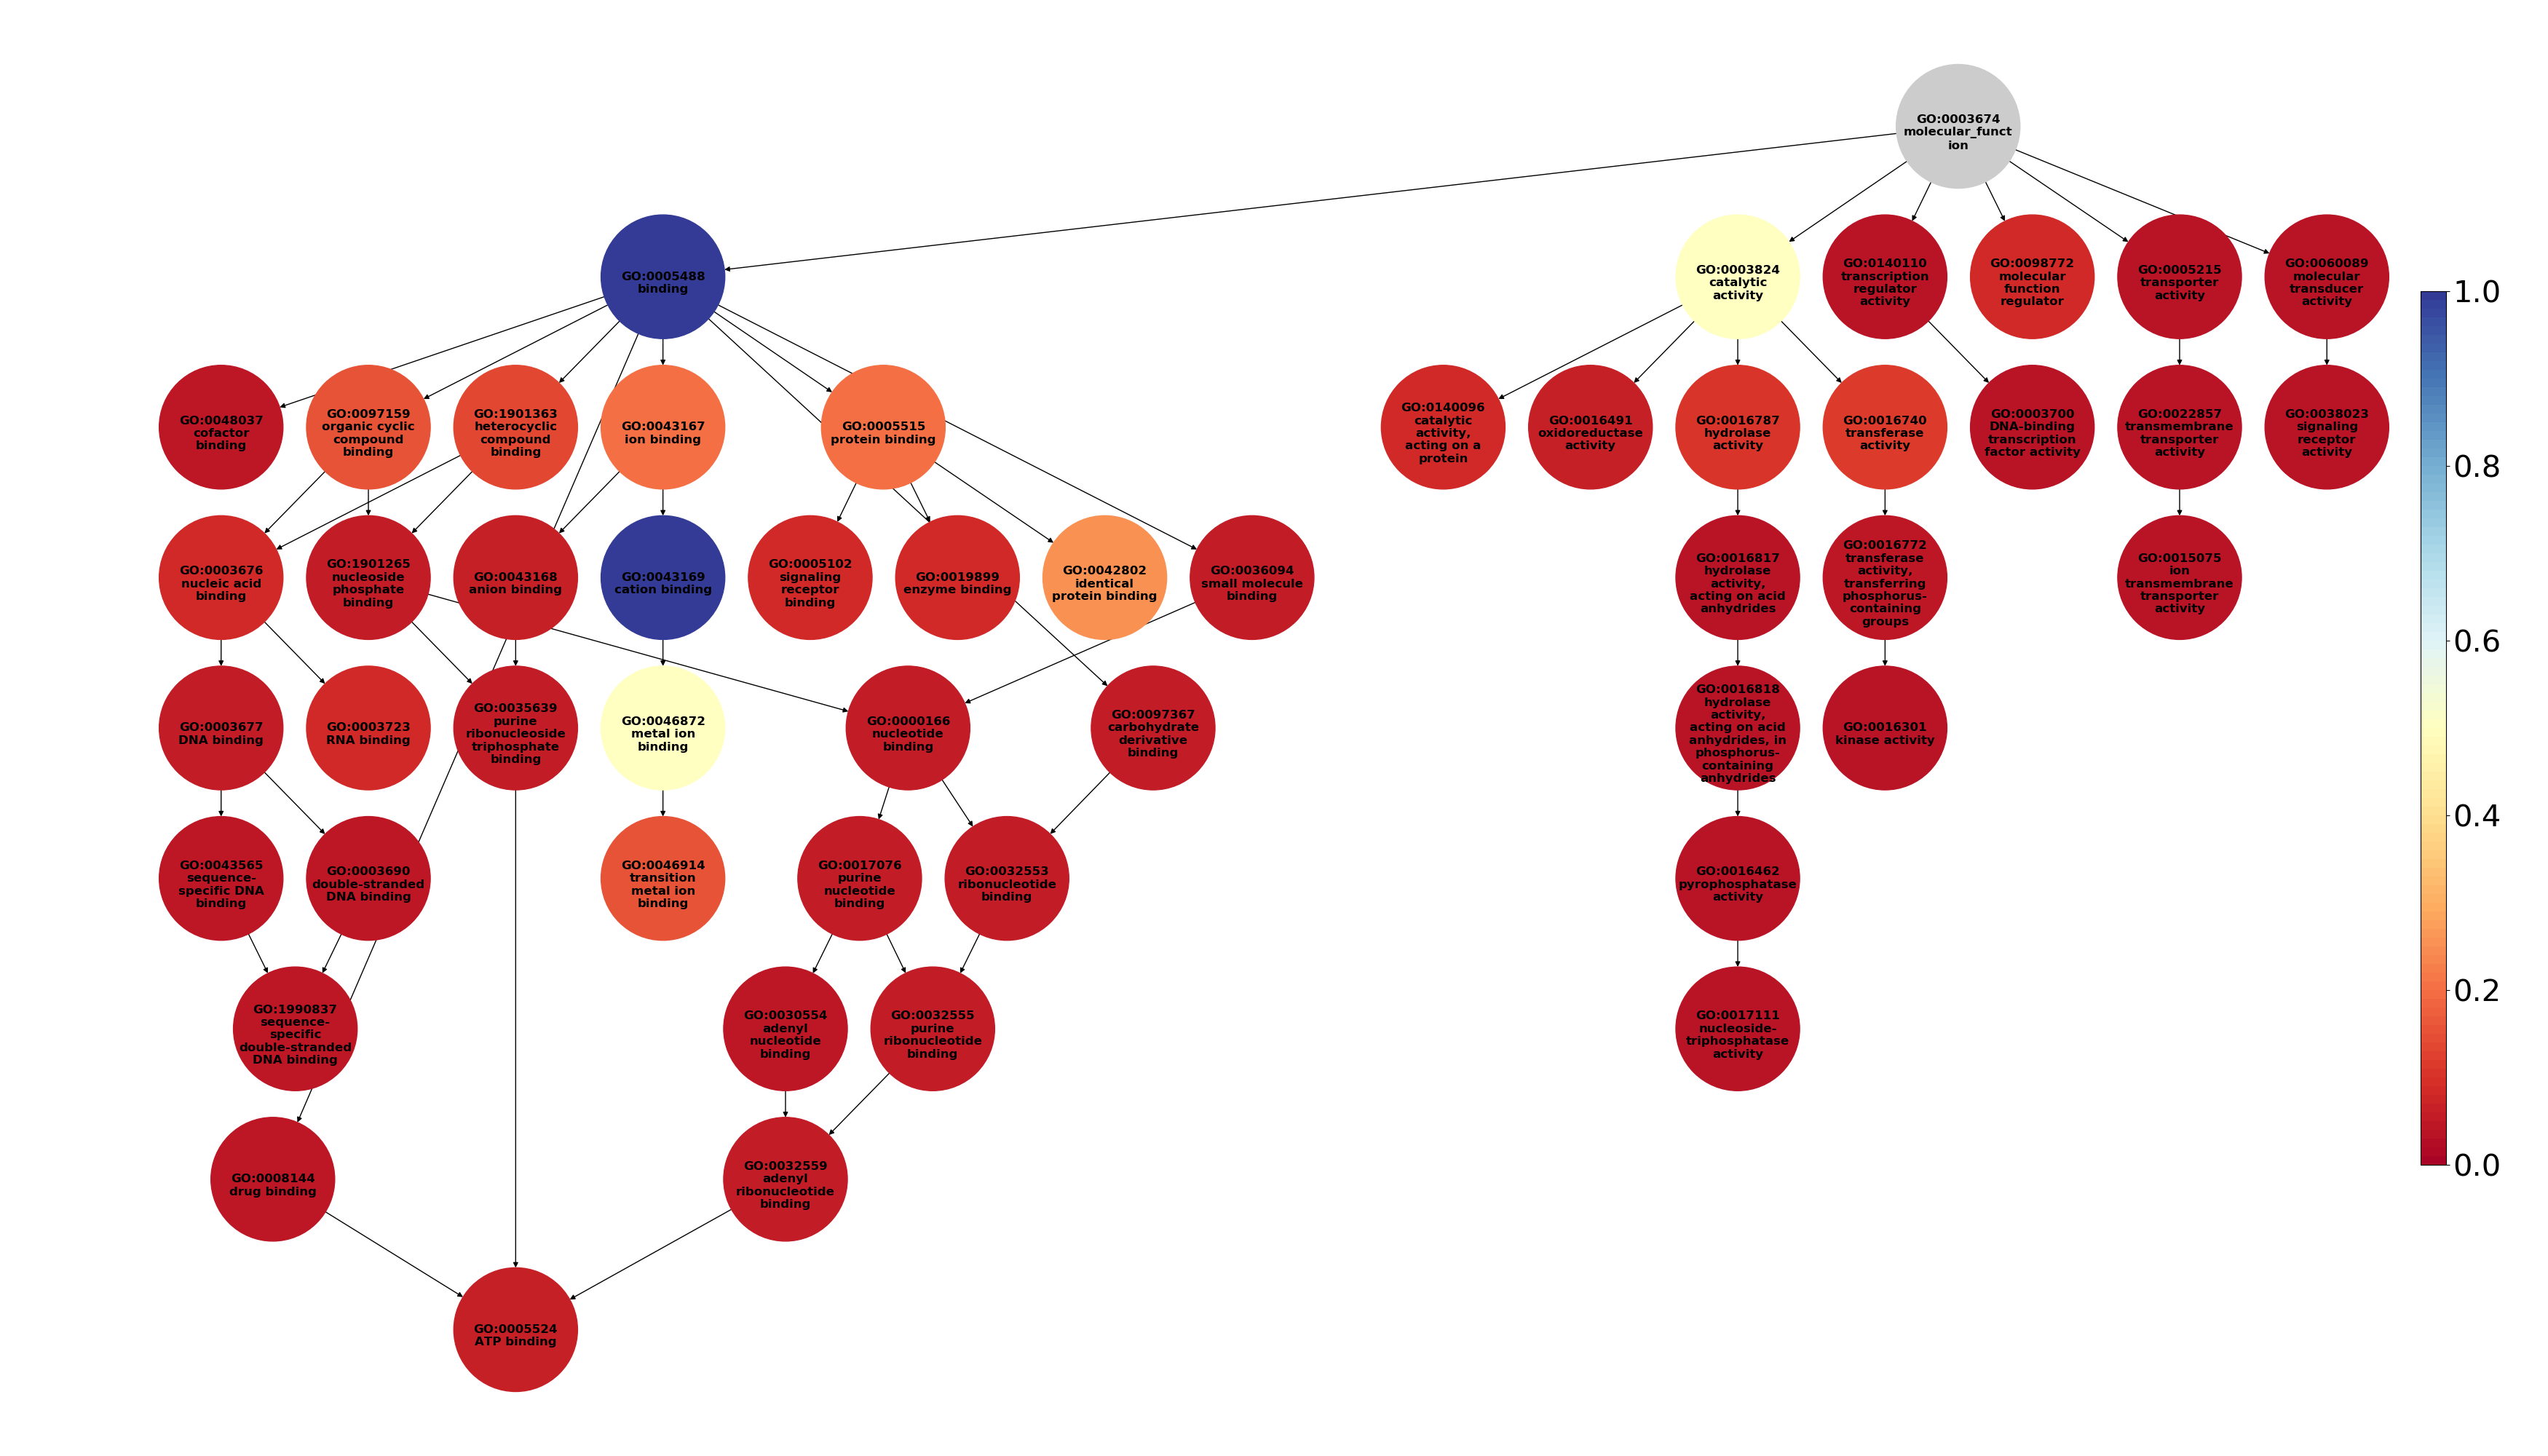 GO:0003674
molecular_funct
ion
GO:0005488
binding
GO:0003824
catalytic
activity
GO:0140110
transcription
regulator
activity
GO:0098772
molecular
function
regulator
GO:0005215
transporter
activity
GO:0060089
molecular
transducer
activity
GO:0048037
cofactor
binding
GO:0097159
organic cyclic
compound
binding
GO:1901363
heterocyclic
compound
binding
GO:0043167
ion binding
GO:0005515
protein binding
GO:0140096
catalytic
activity,
acting on a
protein
GO:0016491
oxidoreductase
activity
GO:0016787
hydrolase
activity
GO:0016740
transferase
activity
GO:0003700
DNA-binding
transcription
factor activity
GO:0022857
transmembrane
transporter
activity
GO:0038023
signaling
receptor
activity
GO:0003676
nucleic acid
binding
GO:1901265
nucleoside
phosphate
binding
GO:0043168
anion binding
GO:0043169
cation binding
GO:0005102
signaling
receptor
binding
GO:0019899
enzyme binding
GO:0042802
identical
protein binding
GO:0036094
small molecule
binding
GO:0016817
hydrolase
activity,
acting on acid
anhydrides
GO:0016772
transferase
activity,
transferring
phosphorus-
containing
groups
GO:0015075
ion
transmembrane
transporter
activity
GO:0003677
DNA binding
GO:0003723
RNA binding
GO:0035639
purine
ribonucleoside
triphosphate
binding
GO:0046872
metal ion
binding
GO:0000166
nucleotide
binding
GO:0097367
carbohydrate
derivative
binding
GO:0016818
hydrolase
activity,
acting on acid
anhydrides, in
phosphorus-
containing
anhydrides
GO:0016301
kinase activity
GO:0043565
sequence-
specific DNA
binding
GO:0003690
double-stranded
DNA binding
GO:0046914
transition
metal ion
binding
GO:0017076
purine
nucleotide
binding
GO:0032553
ribonucleotide
binding
GO:0016462
pyrophosphatase
activity
GO:1990837
sequence-
specific
double-stranded
DNA binding
GO:0030554
adenyl
nucleotide
binding
GO:0032555
purine
ribonucleotide
binding
GO:0017111
nucleoside-
triphosphatase
activity
GO:0008144
drug binding
GO:0032559
adenyl
ribonucleotide
binding
GO:0005524
ATP binding
1.0
0.8
0.6
0.4
0.2
0.0